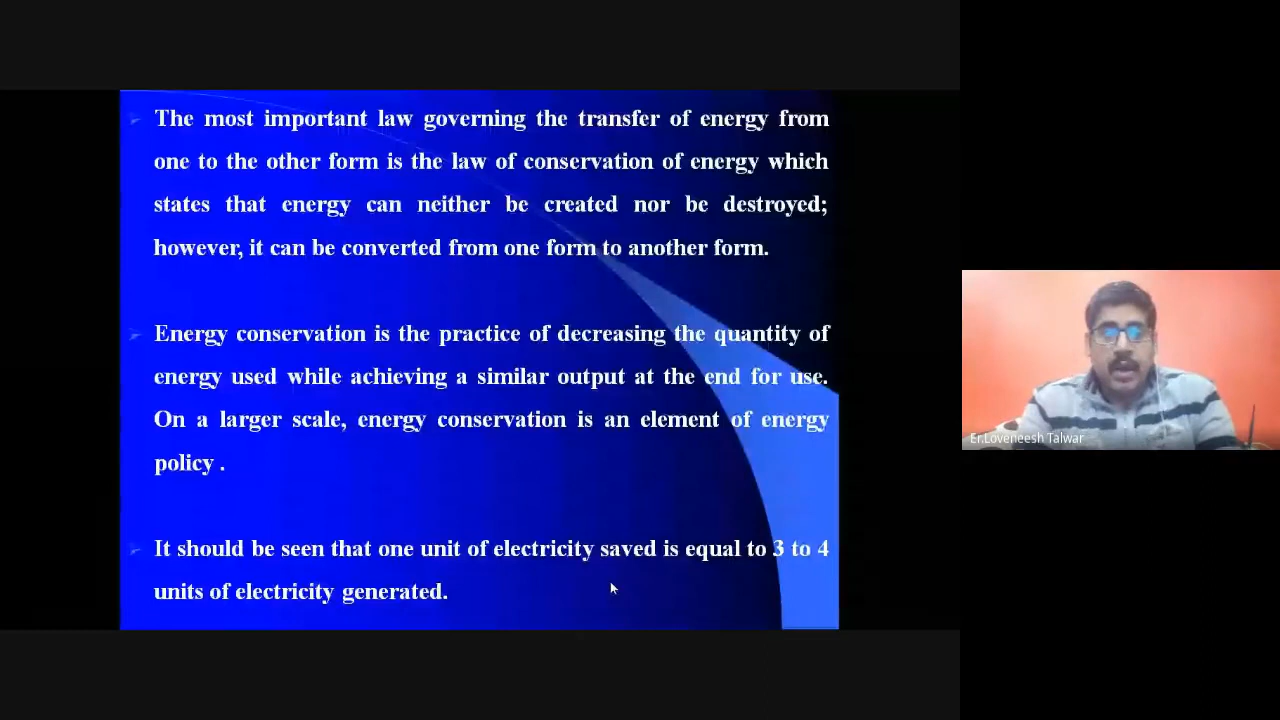 The most important law governing the transfer of energy from
one to the other form is the law of conservation of energy which
states that energy can neither be created nor be destroyed;
however, it can be converted from one form to another form.
Energy conservation is the practice of decreasing the quantity of
energy used while achieving a similar output at the end for use.
On a larger scale, energy conservation is an element of energy
policy .
It should be seen that one unit of electricity saved is equal to 3 to 4
units of electricity generated.
Er.Loveneesh Talwar